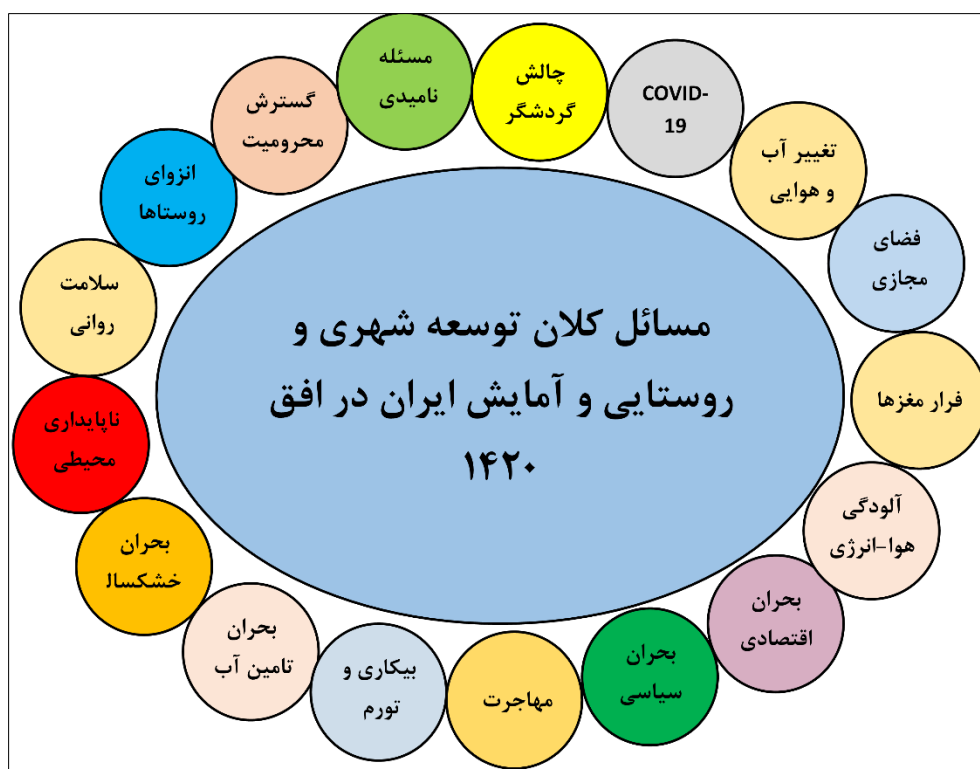 مسائل کلان توسعه شهری و
روستایی و آمایش ایران در افق
۱۴۲۰
مسئله
نامیدی
چالش
گردشگر
COVID-
19
تغییر آب
و هوایی
فضای
مجازی
فرار مغزها
آلودگی
هوا-انرژی
بحران
اقتصادی
بحران
سیاسی
مهاجرت
بیکاری و
تورم
بحران
تامین آب
بحران
خشکسال
ناپایداری
محیطی
سلامت
روانی
انزوای
روستاها
گسترش
محرومیت